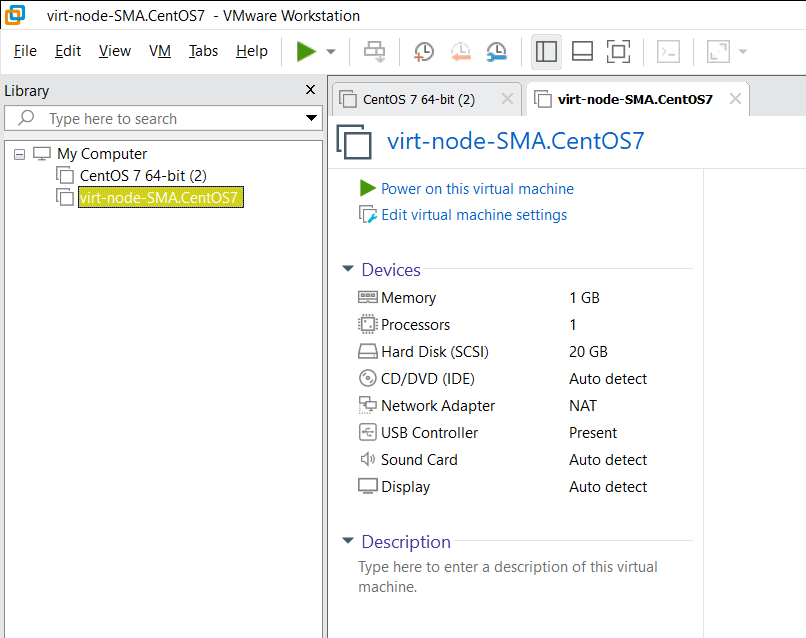 virt-node-SMA.CentOS7 - VMware Workstation
File Edit View VM Tabs Help
Library
Type here to search
My Computer
CentOS 7 64-bit (2)
virt-node-SMA.CentOS7
CentOS 7 64-bit (2)
virt-node-SMA.CentOS7
virt-node-SMA.CentOS7
Power on this virtual machine
Edit virtual machine settings
Devices
Memory 1 GB
Processors 1
Hard Disk (SCSI) 20 GB
CD/DVD (IDE) Auto detect
Network Adapter NAT
USB Controller Present
Sound Card Auto detect
Display Auto detect
Description
Type here to enter a description of this virtual
machine.